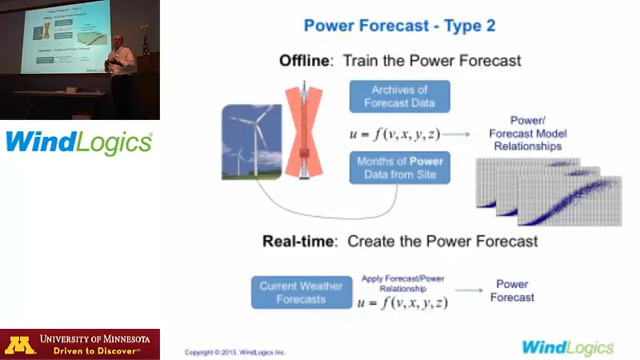 Power Forecast - Type 2
Offline: Train the Power Forecast
Archives of
Forecast Data
u = f(v,x,y,z)
Months of Power
Data from Site
Power/
Forecast Model
Relationships
Real-time: Create the Power Forecast
Current Weather
Forecasts
Apply Forecast/Power
Relationship
u = f(v,x,y,z)
Power
Forecast
Copyright © 2013, WindLogics Inc.
WindLogics
WindLogics®
M
UNIVERSITY OF MINNESOTA
Driven to Discover℠